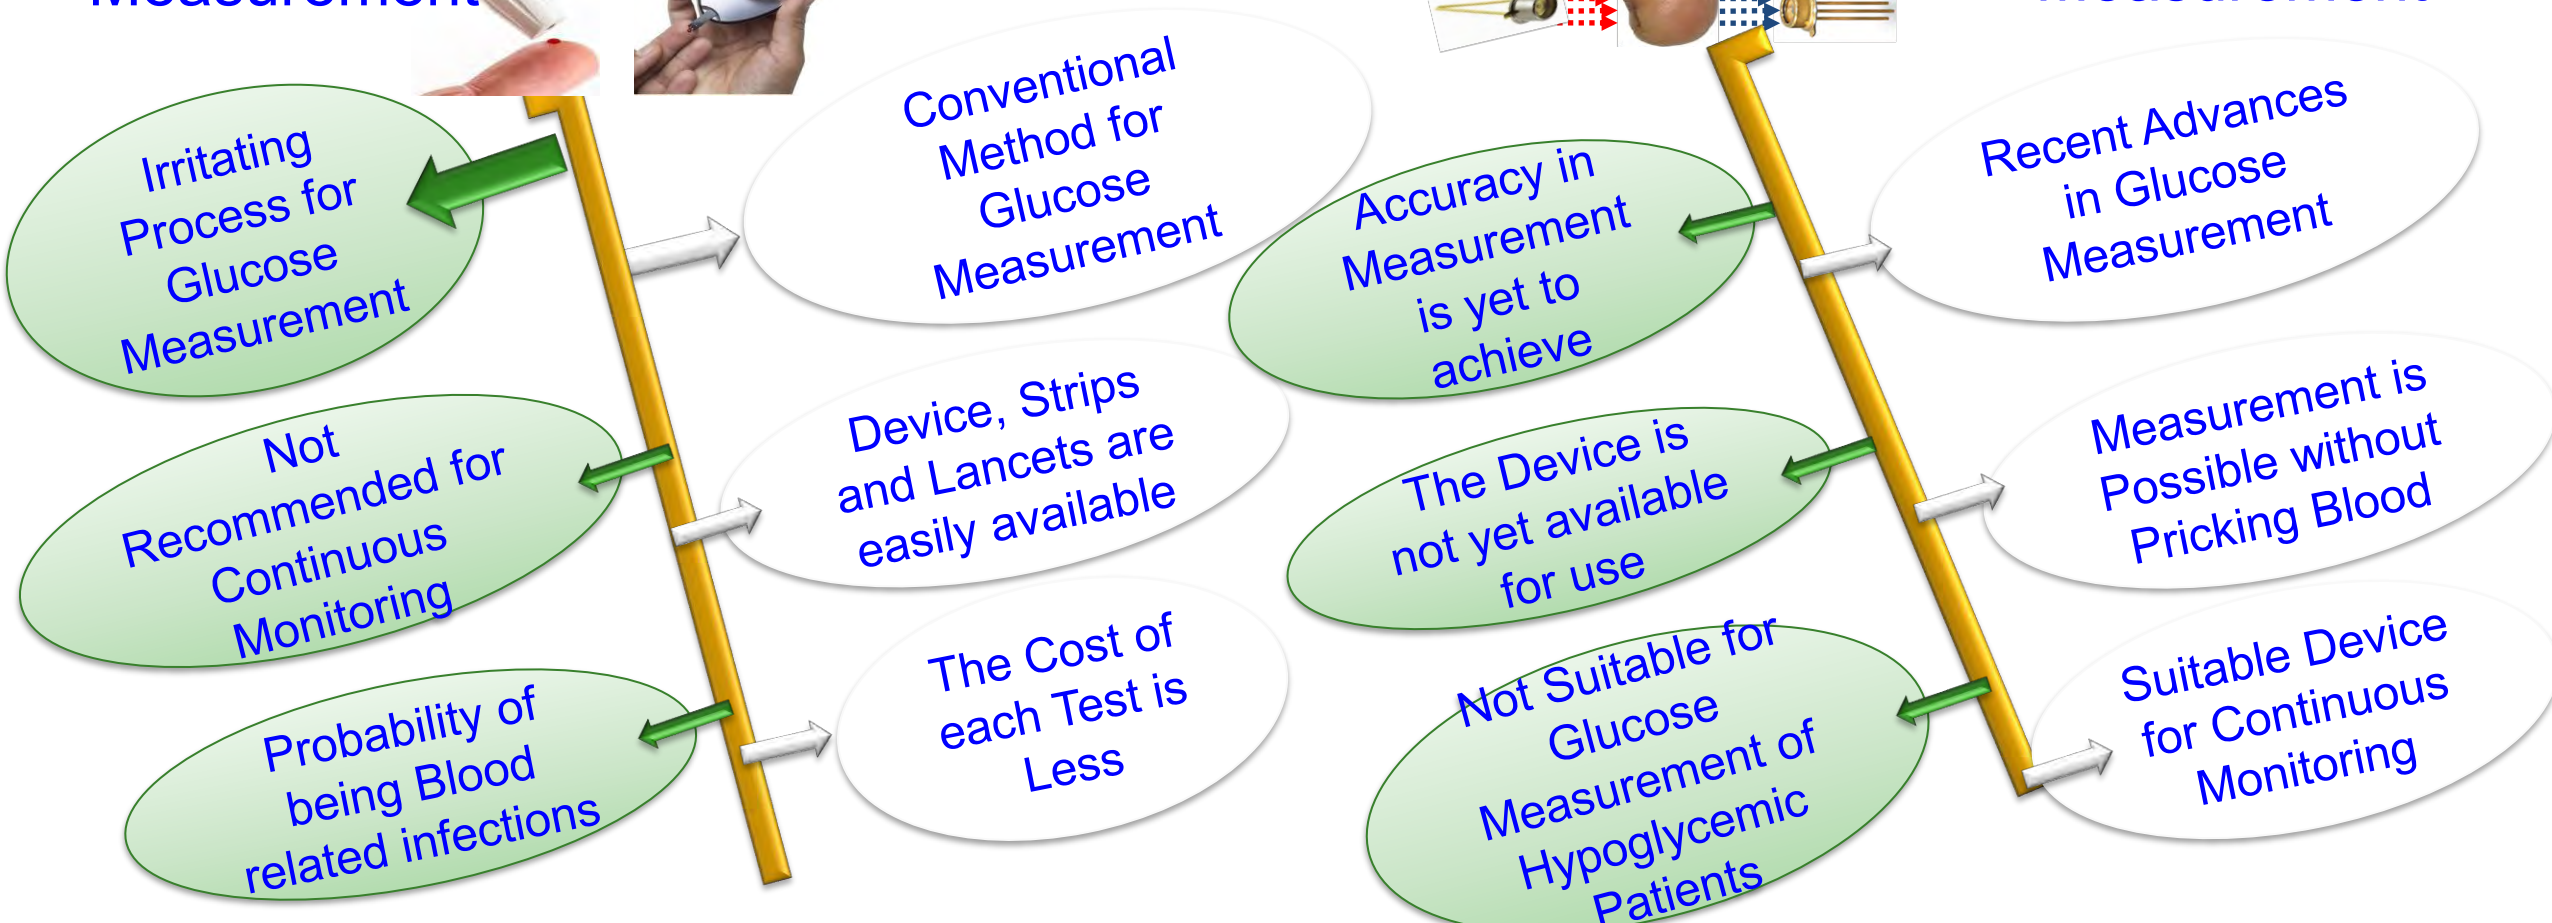 Measurement
Measurement
Irritating
Process for
Glucose
Measurement
Conventional
Method for
Glucose
Measurement
Not
Recommended for
Continuous
Monitoring
Device, Strips
and Lancets are
easily available
Probability of
being Blood
related infections
The Cost of
each Test is
Less
Accuracy in
Measurement
is yet to
achieve
Recent Advances
in Glucose
Measurement
The Device is
not yet available
for use
Measurement is
Possible without
Pricking Blood
Not Suitable for
Glucose
Measurement of
Hypoglycemic
Patients
Suitable Device
for Continuous
Monitoring